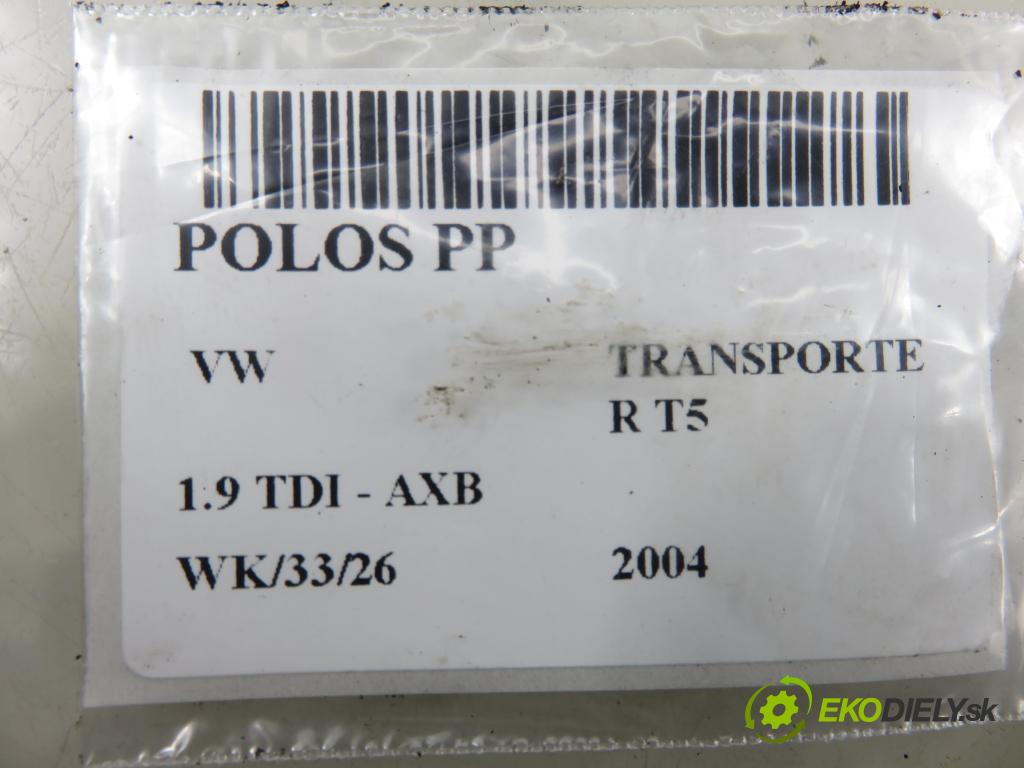 POLOS PP
VW TRANSPORTE
R T5
1.9 TDI - AXB
WK/33/26 2004
EKODIELY.sk